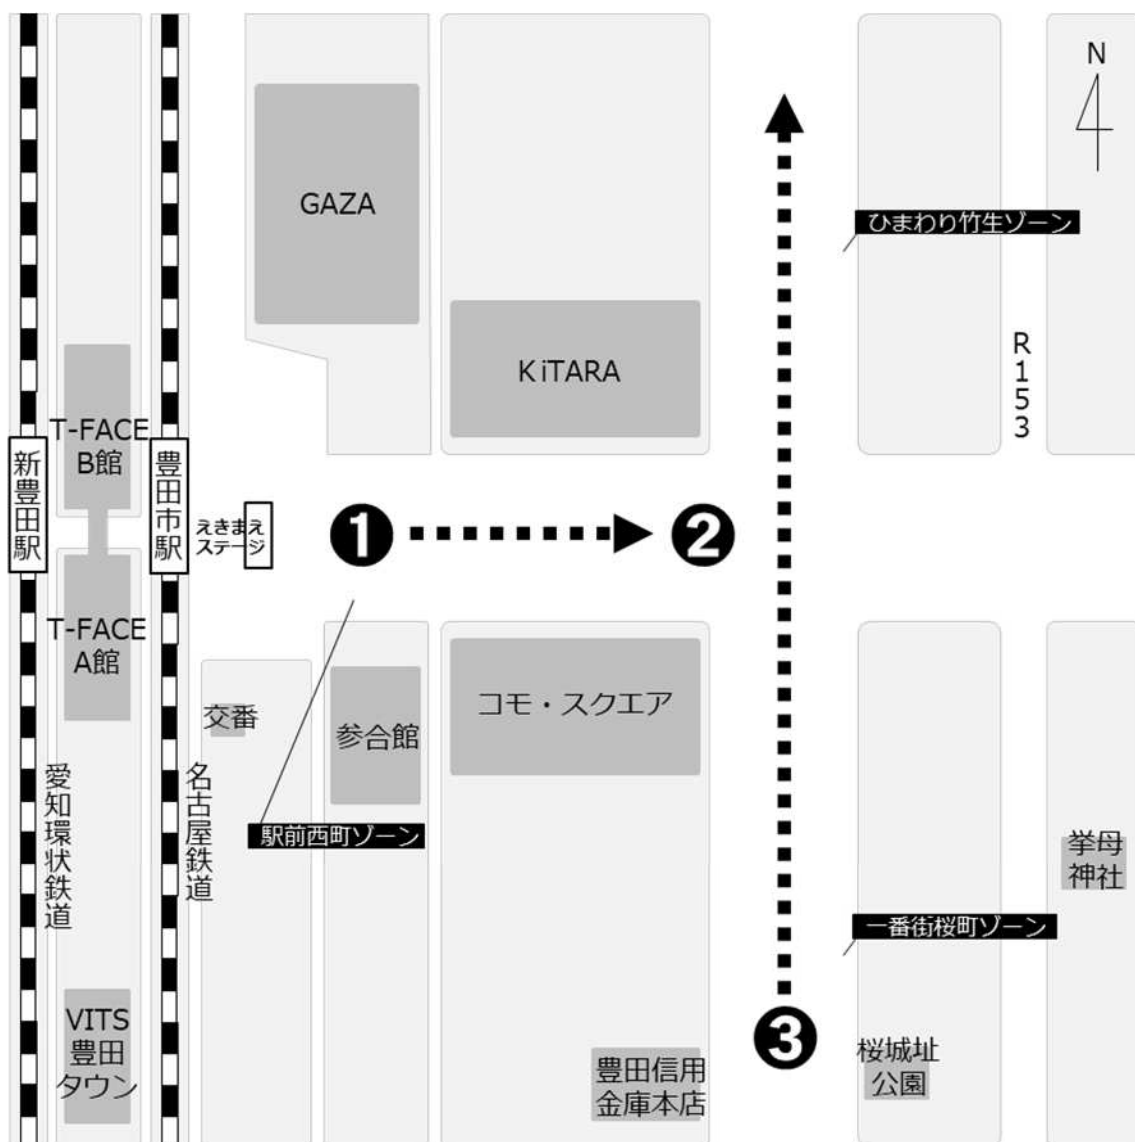 N
GAZA
ひまわり竹生ゾーン
KiTARA
R153
T-FACE
B館
新豊田駅
豊田市駅
えきまえ
ステージ
❶
❷
T-FACE
A館
交番
参合館
コモ・スクエア
愛知環状鉄道
名古屋鉄道
駅前西町ゾーン
挙母
神社
一番街桜町ゾーン
VITS
豊田
タウン
❸
豊田信用
金庫本店
桜城址
公園